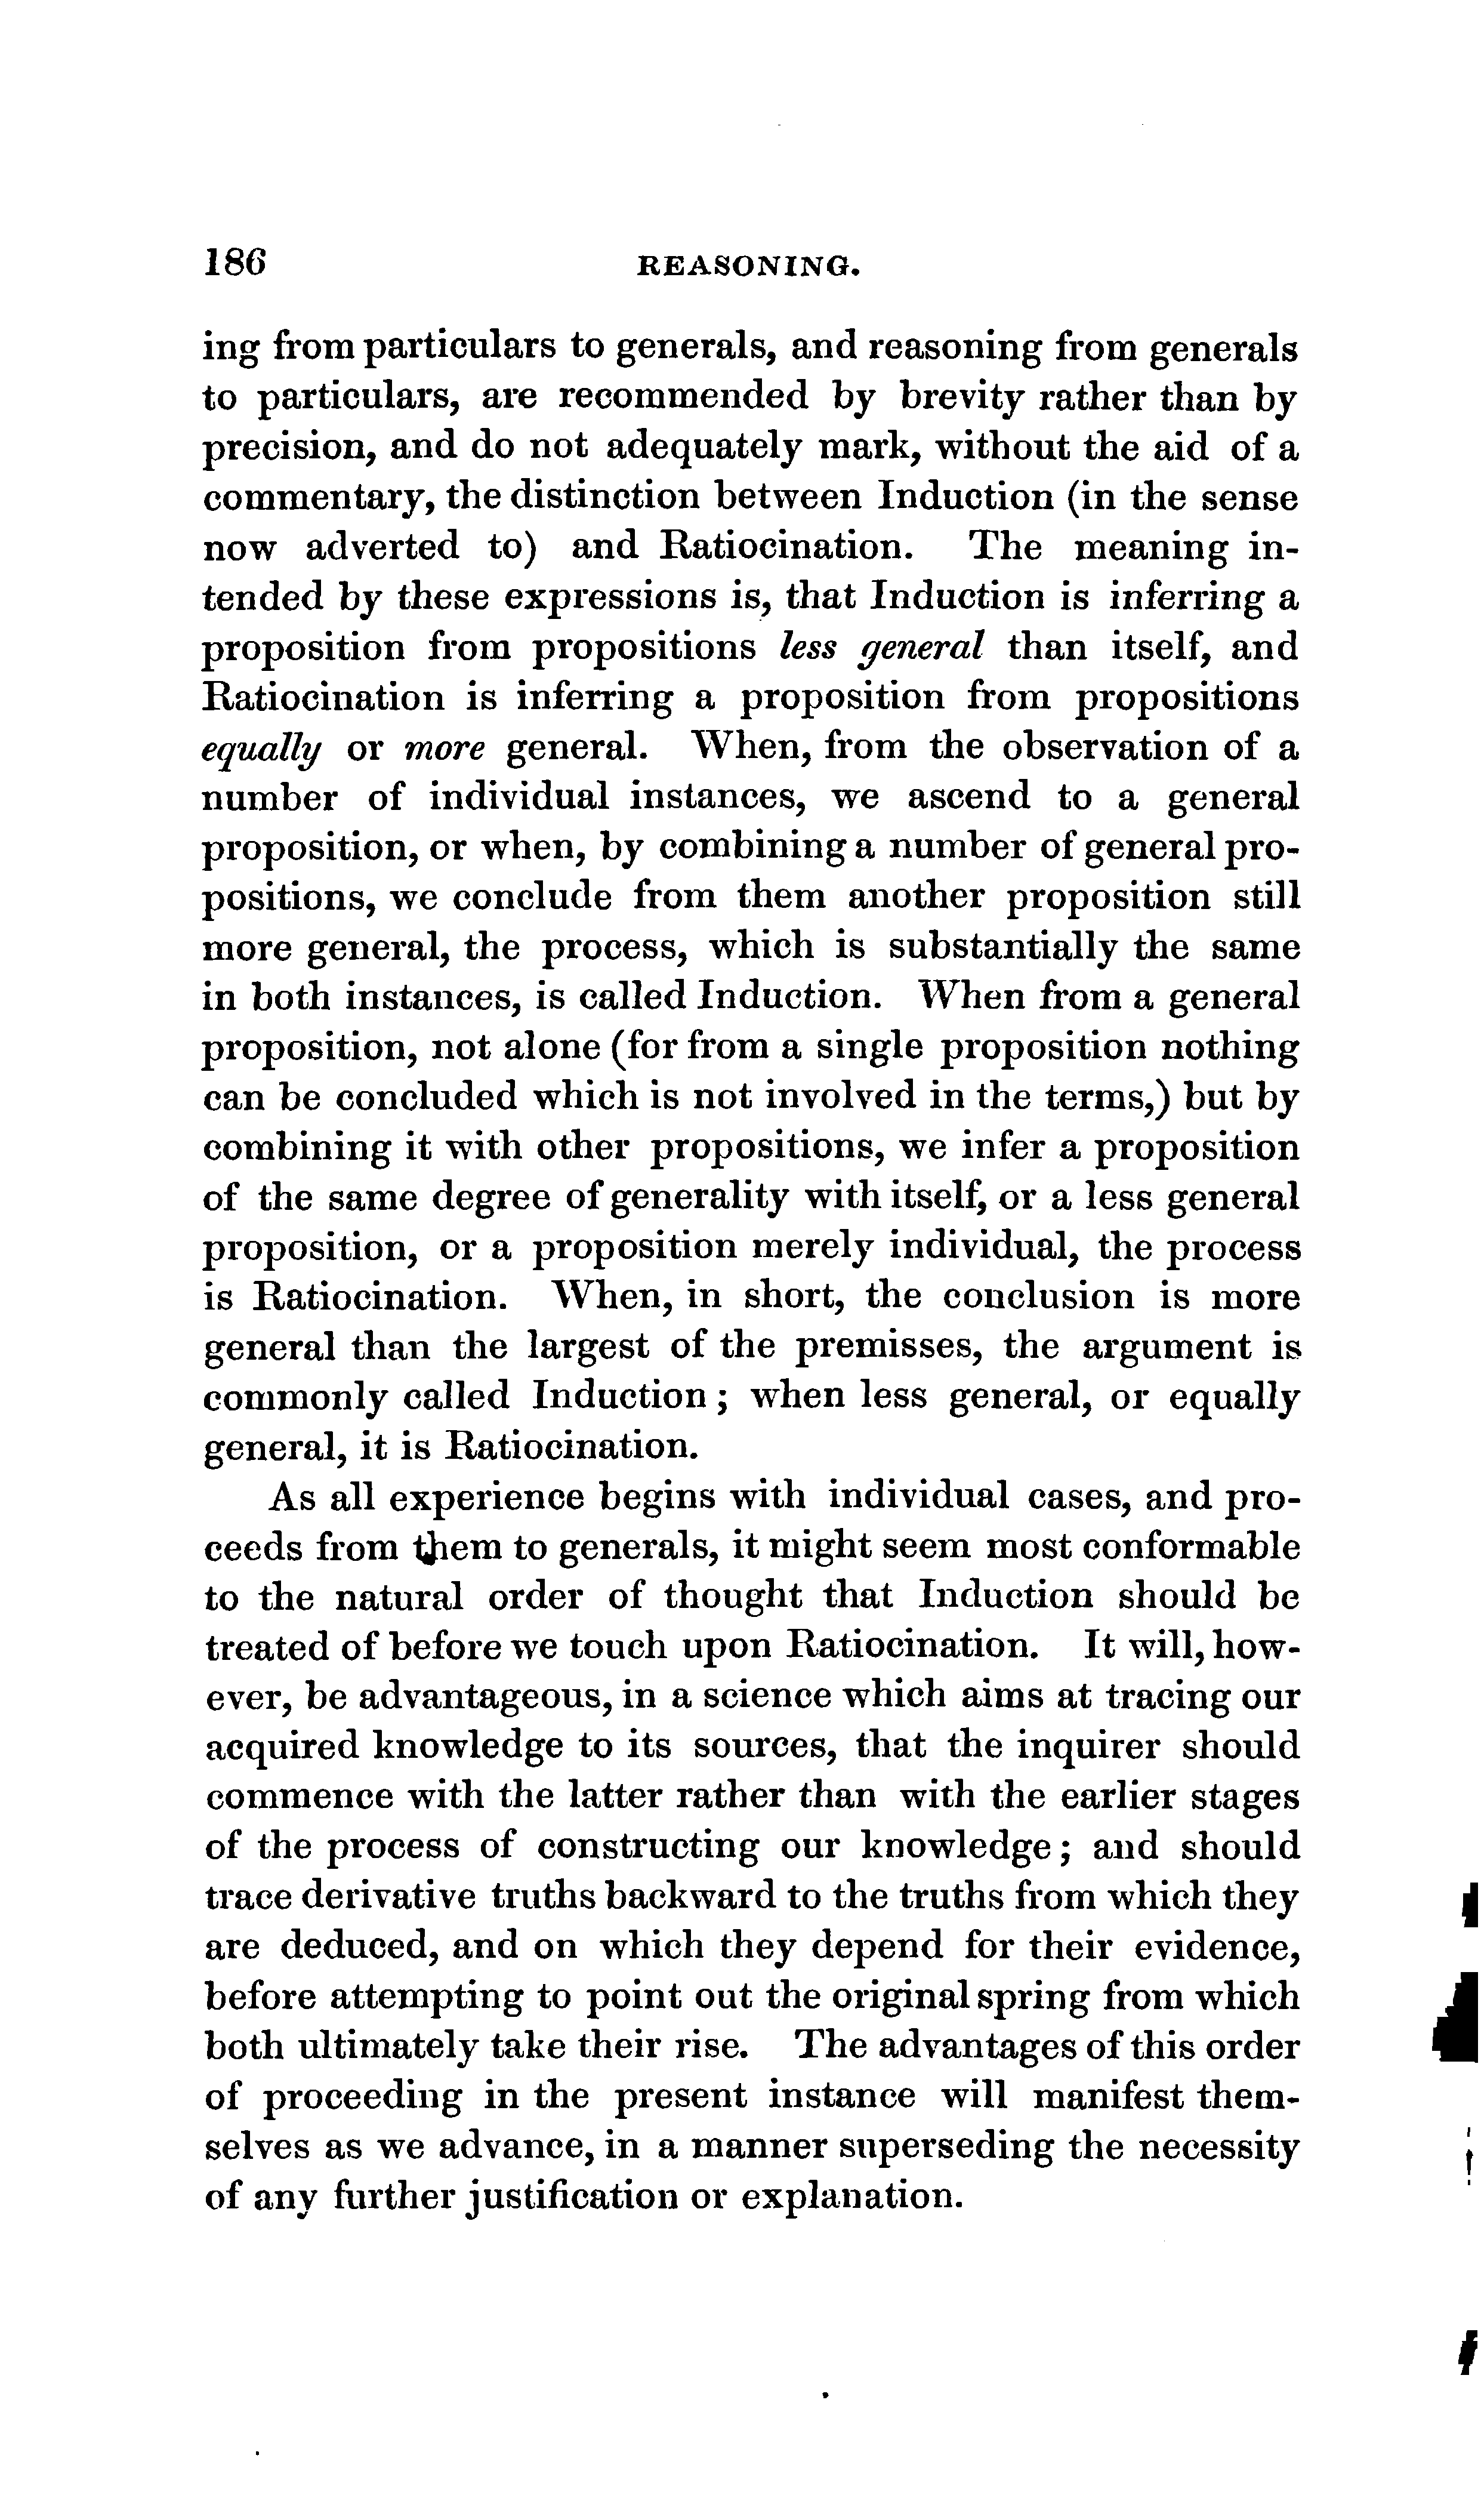 186 REASONING.
ing from particulars to generals, and reasoning from generals
to particulars, are recommended by brevity rather than by
precision, and do not adequately mark, without the aid of a
commentary, the distinction between Induction (in the sense
now adverted to) and Ratiocination. The meaning in-
tended by these expressions is, that Induction is inferring a
proposition from propositions less general than itself, and
Ratiocination is inferring a proposition from propositions
equally or more general. When, from the observation of a
number of individual instances, we ascend to a general
proposition, or when, by combining a number of general pro-
positions, we conclude from them another proposition still
more general, the process, which is substantially the same
in both instances, is called Induction. When from a general
proposition, not alone (for from a single proposition nothing
can be concluded which is not involved in the terms,) but by
combining it with other propositions, we infer a proposition
of the same degree of generality with itself, or a less general
proposition, or a proposition merely individual, the process
is Ratiocination. When, in short, the conclusion is more
general than the largest of the premisses, the argument is
commonly called Induction; when less general, or equally
general, it is Ratiocination.
As all experience begins with individual cases, and pro-
ceeds from them to generals, it might seem most conformable
to the natural order of thought that Induction should be
treated of before we touch upon Ratiocination. It will, how-
ever, be advantageous, in a science which aims at tracing our
acquired knowledge to its sources, that the inquirer should
commence with the latter rather than with the earlier stages
of the process of constructing our knowledge; and should
trace derivative truths backward to the truths from which they
are deduced, and on which they depend for their evidence,
before attempting to point out the original spring from which
both ultimately take their rise. The advantages of this order
of proceeding in the present instance will manifest them-
selves as we advance, in a manner superseding the necessity
of any further justification or explanation.